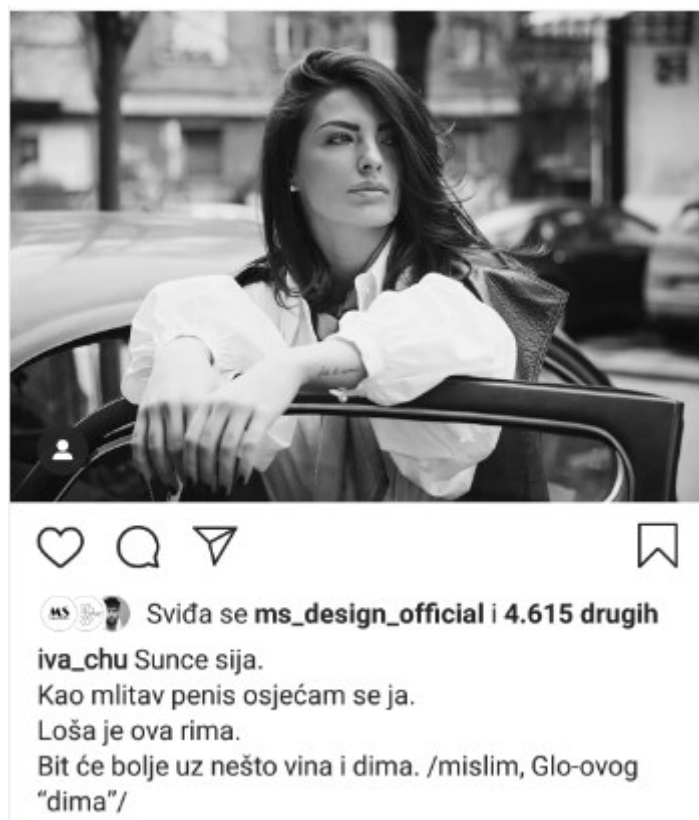 MS
Sviđa se ms_design_official i 4.615 drugih
iva_chu Sunce sija.
Kao mlitav penis osjećam se ja.
Loša je ova rima.
Bit će bolje uz nešto vina i dima. /mislim, Glo-ovog
“dima”/